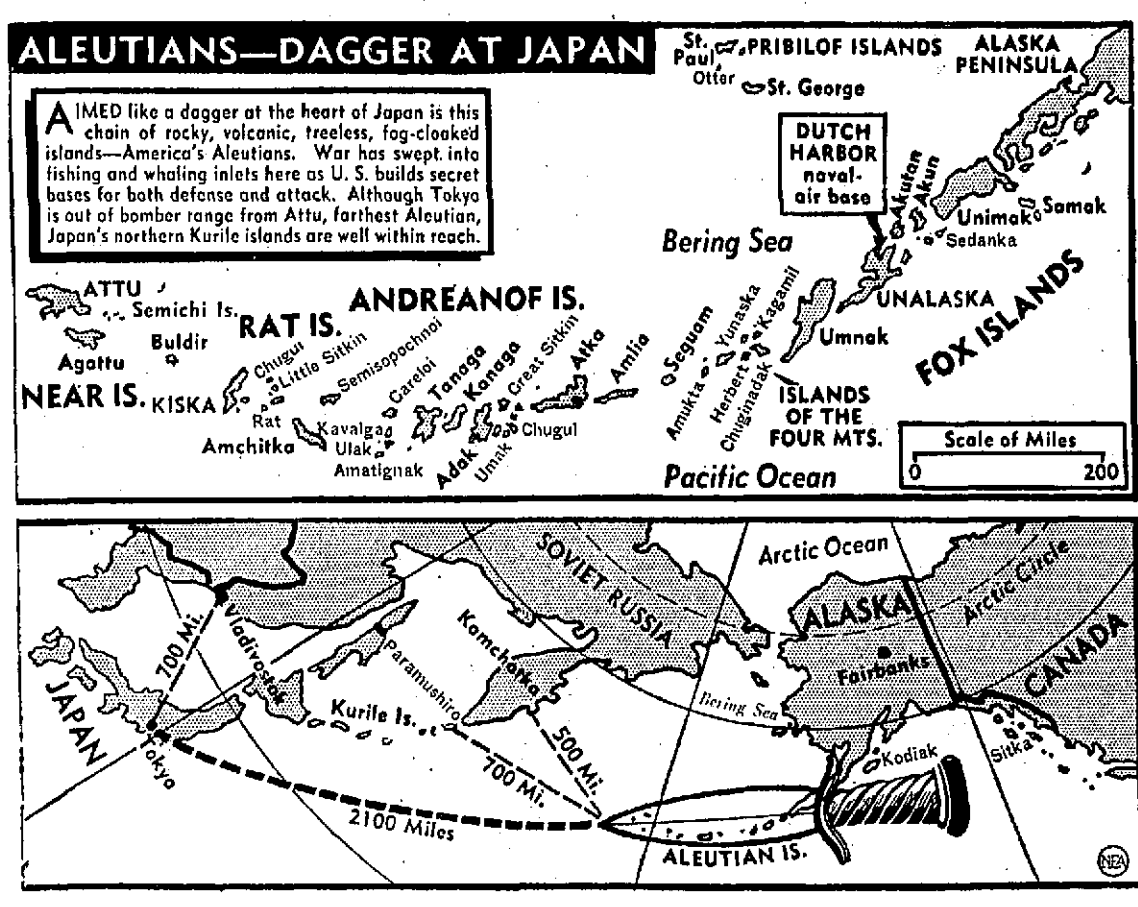 ALEUTIANS—DAGGER AT JAPAN
AIMED like a dagger at the heart of Japan is this
chain of rocky, volcanic, treeless, fog-cloaked
islands—America's Aleutians. War has swept into
fishing and whaling inlets here as U. S. builds secret
bases for both defense and attack. Although Tokyo
is out of bomber range from Attu, farthest Aleutian,
Japan's northern Kurile islands are well within reach.
St.
Paul
Otter
PRIBILOF ISLANDS
St. George
ALASKA
PENINSULA
DUTCH
HARBOR
naval-
air base
Akutan
Akun
Unimak
Samak
Sedanka
Bering Sea
UNALASKA
FOX ISLANDS
Umnak
ATTU
Semichi Is.
Agattu
Buldir
NEAR IS.
RAT IS.
ANDREANOF IS.
KISKA
Chugul
Little Sitkin
Rat
Amchitka
Semisopochnoi
Kavalga
Ulak
Amatignak
Careloi
Tanaga
Kanaga
Adak
Umak
Great Sitkin
Chugul
Atka
Amlia
Seguam
Amukta
Yunaska
Herbert
Chuginadak
Kagamil
ISLANDS
OF THE
FOUR MTS.
Pacific Ocean
Scale of Miles
0 200
SOVIET RUSSIA
Arctic Ocean
Arctic Circle
ALASKA
Fairbanks
CANADA
Vladivostok
700 Mi.
JAPAN
Tokyo
Paramushiro
Kamchatka
Kurile Is.
Bering Sea
500 Mi.
700 Mi.
2100 Miles
Kodiak
Sitka
ALEUTIAN IS.
NEA